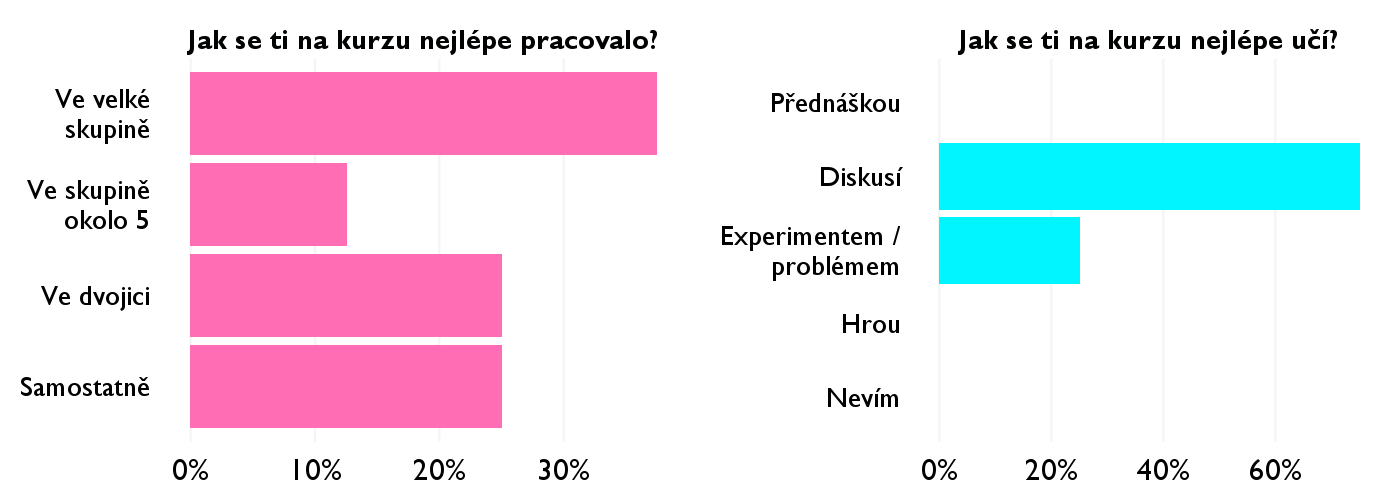 Jak se ti na kurzu nejlépe pracovalo?
Ve velké
skupině
Ve skupině
okolo 5
Ve dvojici
Samostatně
0% 10% 20% 30%
Jak se ti na kurzu nejlépe učí?
Přednáškou
Diskusí
Experimentem /
problémem
Hrou
Nevím
0% 20% 40% 60%